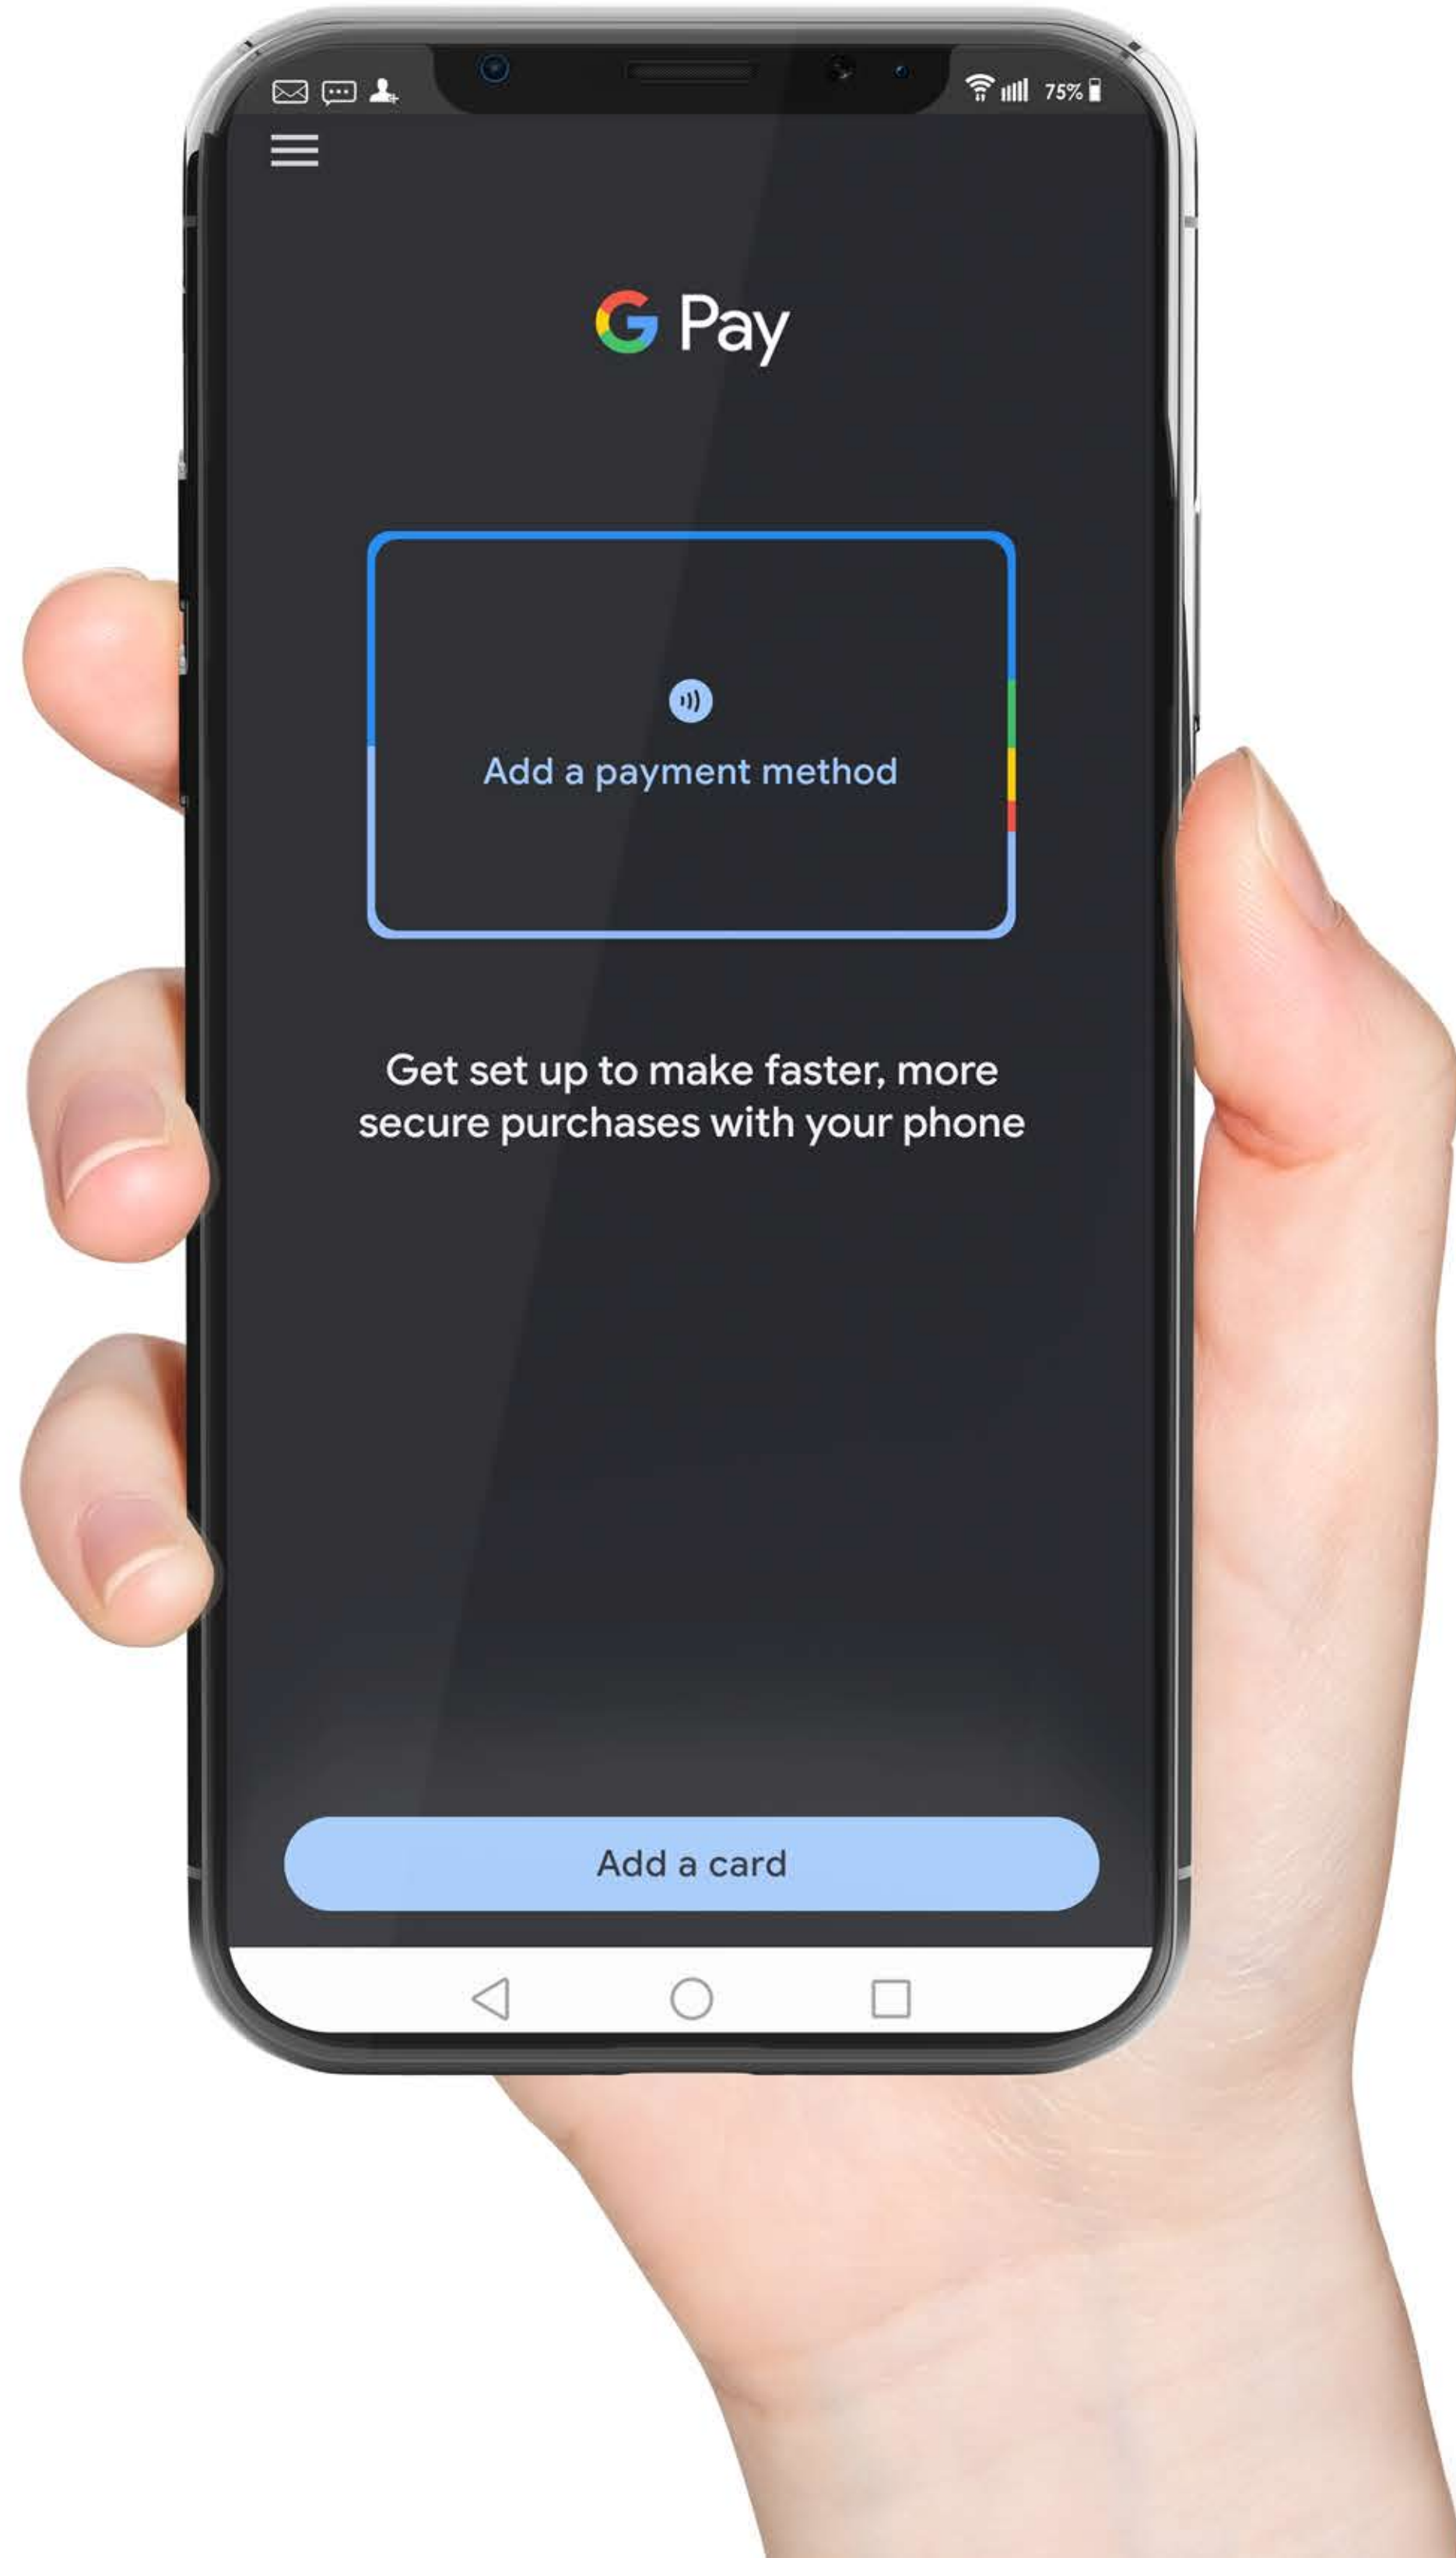 75%
G Pay
Add a payment method
Get set up to make faster, more
secure purchases with your phone
Add a card